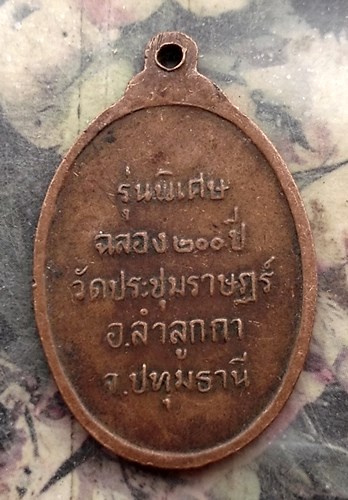 รุ่นพิเศษ
ฉลอง ๒๐๐ ปี
วัดประชุมราษฎร์
อ.ลำลูกกา
จ.ปทุมธานี